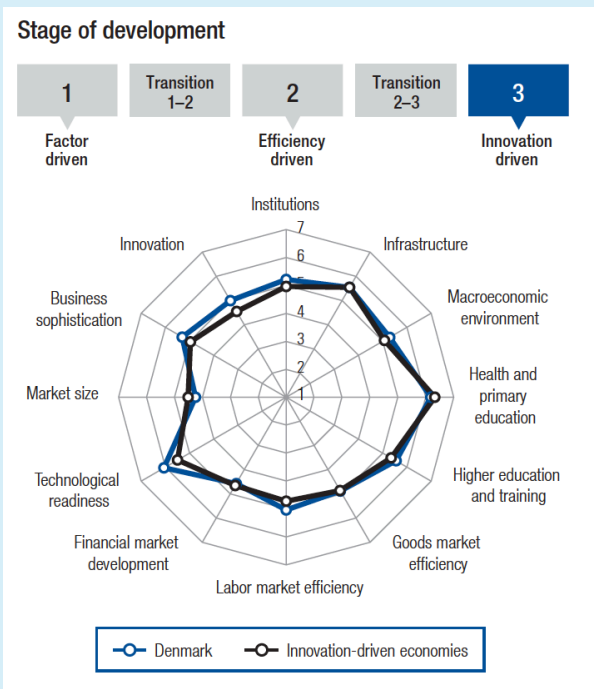 Stage of development
1
Transition
1–2
2
Transition
2–3
3
Factor
driven
Efficiency
driven
Innovation
driven
Institutions
Innovation
Infrastructure
Business
sophistication
Macroeconomic
environment
Market size
Health and
primary
education
Technological
readiness
Higher education
and training
Financial market
development
Goods market
efficiency
Labor market efficiency
7
6
5
4
3
2
1
Denmark
Innovation-driven economies